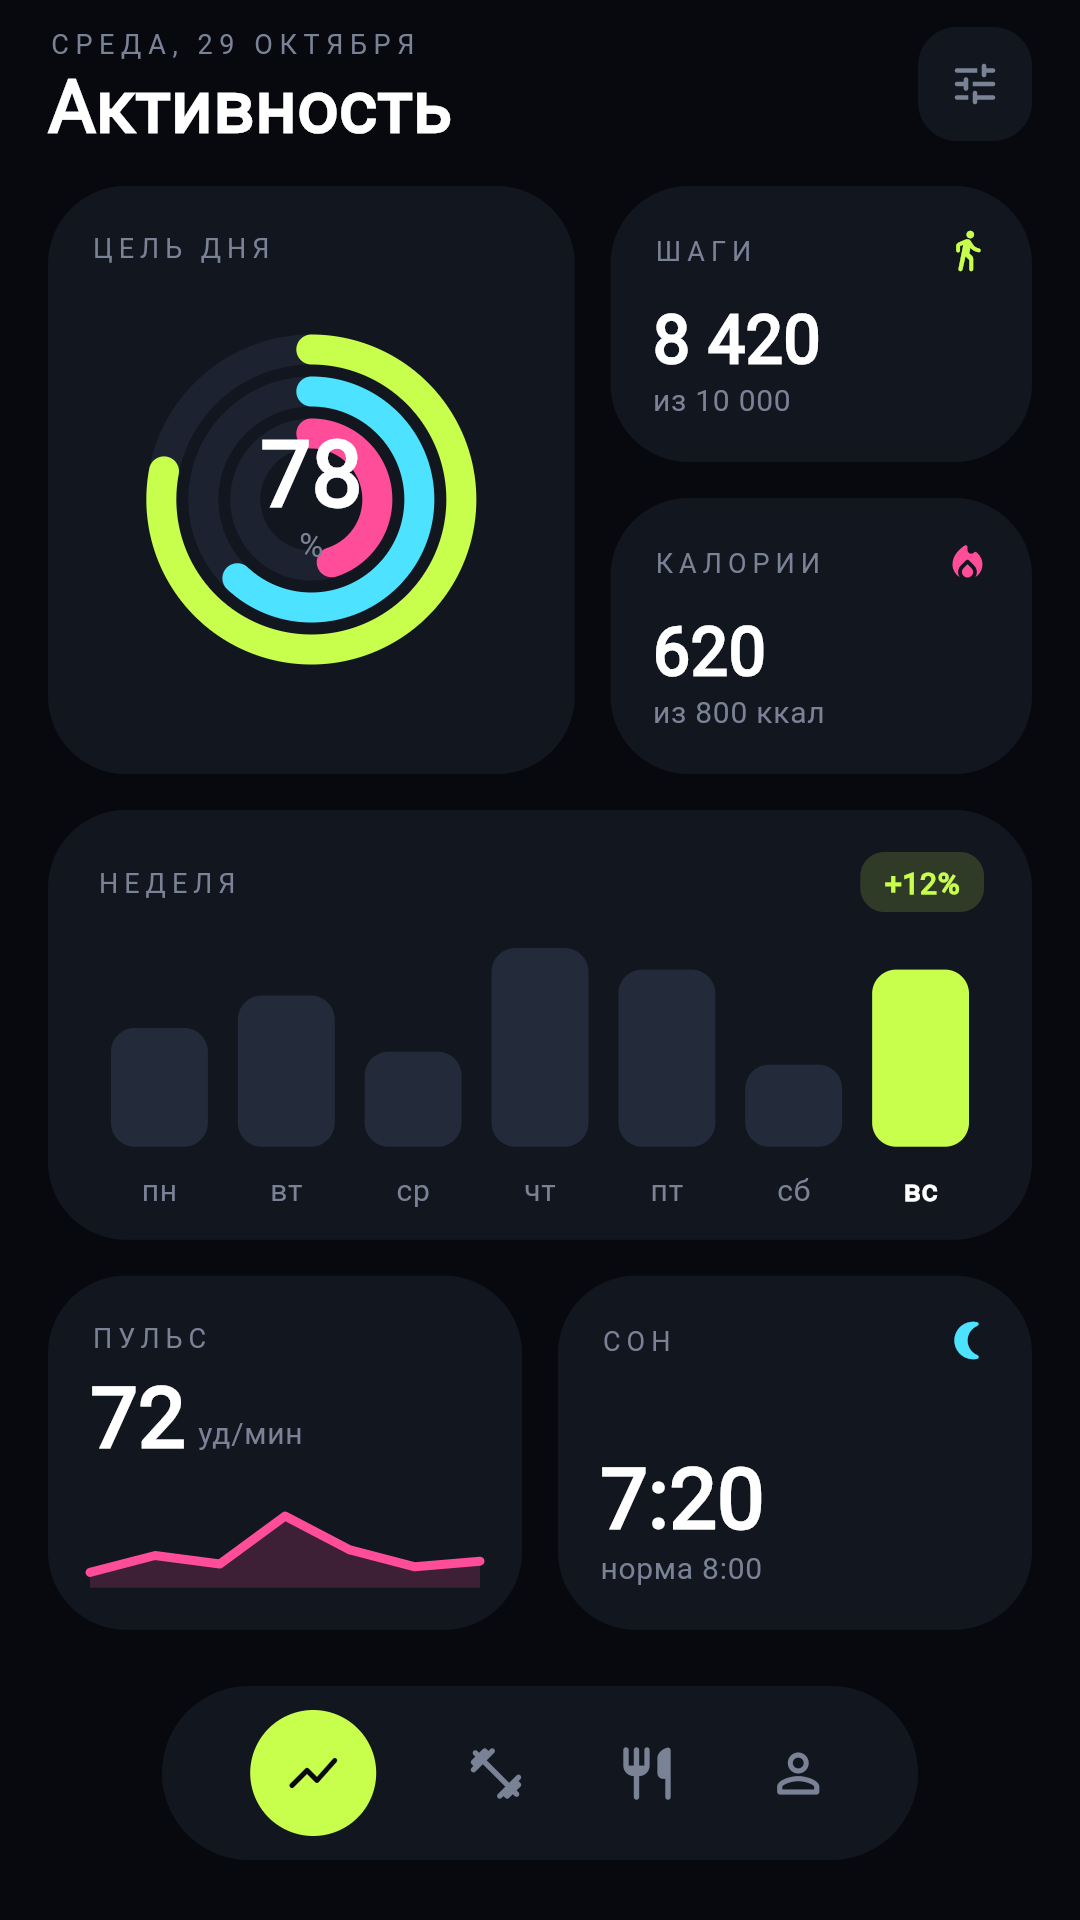 СРЕДА, 29 ОКТЯБРЯ
Активность
ЦЕЛЬ ДНЯ
78
%
ШАГИ
8 420
из 10 000
КАЛОРИИ
620
из 800 ккал
НЕДЕЛЯ
+12%
пн вт ср чт пт сб вс
ПУЛЬС
72 уд/мин
СОН
7:20
норма 8:00